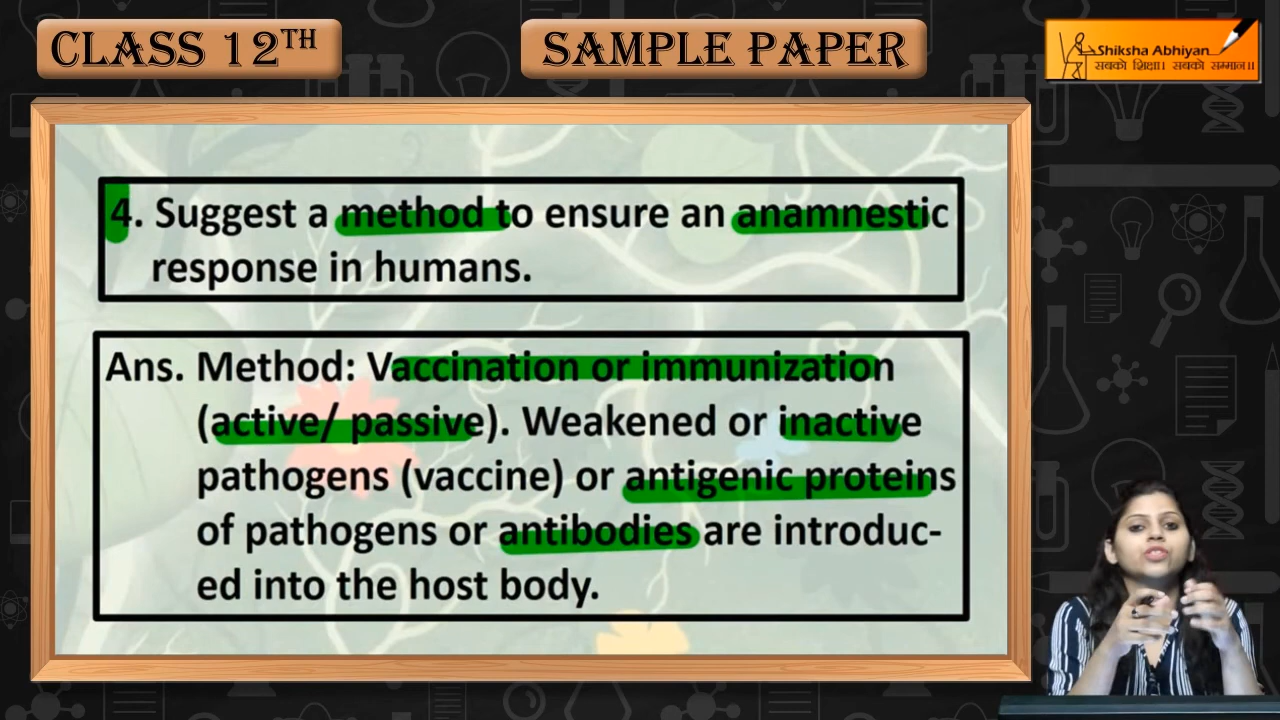 CLASS 12TH
SAMPLE PAPER
Shiksha Abhiyan
सबको शिक्षा। सबको सम्मान।।
4. Suggest a method to ensure an anamnestic
response in humans.
Ans. Method: Vaccination or immunization
(active/ passive). Weakened or inactive
pathogens (vaccine) or antigenic proteins
of pathogens or antibodies are introduc-
ed into the host body.